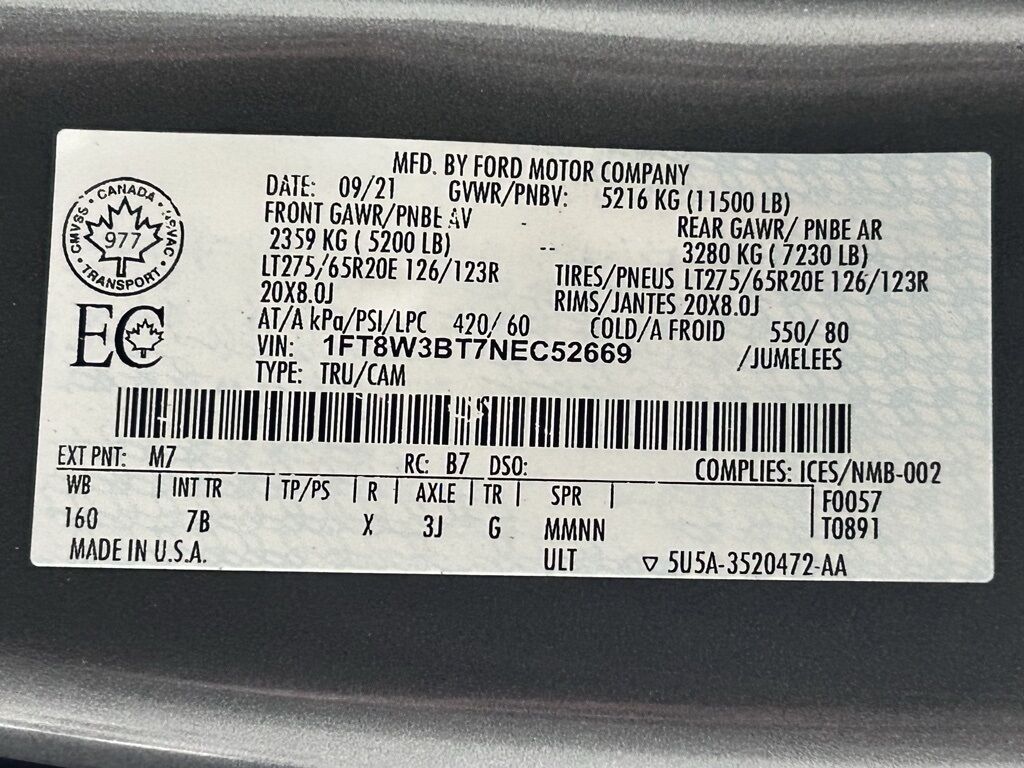 MFD. BY FORD MOTOR COMPANY
DATE: 09/21 GVWR/PNBV: 5216 KG (11500 LB)
FRONT GAWR/PNBE AV REAR GAWR/ PNBE AR
2359 KG ( 5200 LB) -- 3280 KG ( 7230 LB)
LT275/65R20E 126/123R TIRES/PNEUS LT275/65R20E 126/123R
20X8.0J RIMS/JANTES 20X8.0J
AT/A kPa/PSI/LPC 420/ 60 COLD/A FROID 550/ 80
VIN: 1FT8W3BT7NEC52669 /JUMELEES
TYPE: TRU/CAM
CANADA
CMVSS · NSVAC
977
TRANSPORT
EC
EXT PNT: M7 RC: B7 DSO: COMPLIES: ICES/NMB-002
WB | INT TR | TP/PS | R | AXLE | TR | SPR | F0057
160 7B X 3J G MMNN T0891
MADE IN U.S.A. ULT ▽ 5U5A-3520472-AA